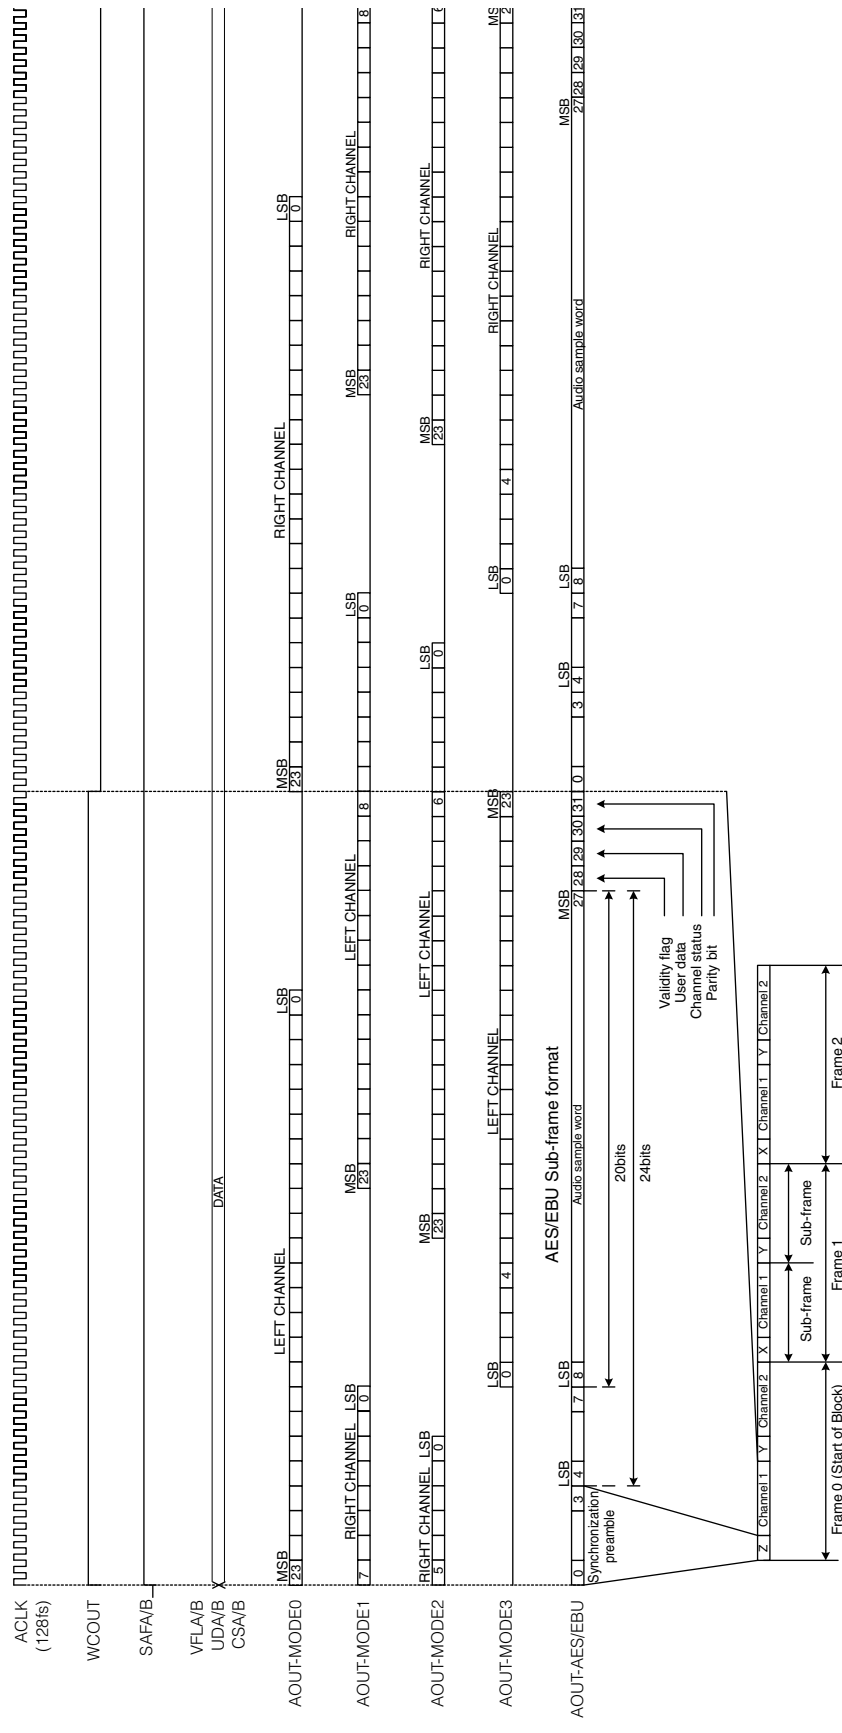 ACLK
(128fs)
WCOUT
SAFA/B
VFLA/B
UDA/B
CSA/B
DATA
AOUT-MODE0
MSB
23
LEFT CHANNEL
LSB
0
MSB
23
RIGHT CHANNEL
LSB
0
AOUT-MODE1
7
RIGHT CHANNEL
LSB
0
MSB
23
LEFT CHANNEL
8
LSB
0
MSB
23
RIGHT CHANNEL
8
AOUT-MODE2
5
RIGHT CHANNEL
LSB
0
MSB
23
LEFT CHANNEL
6
LSB
0
MSB
23
RIGHT CHANNEL
AOUT-MODE3
LSB
0
4
LEFT CHANNEL
MSB
23
LSB
0
4
RIGHT CHANNEL
AES/EBU Sub-frame format
AOUT-AES/EBU
0 3
LSB
4
7
LSB
8
Audio sample word
MSB
27 28 29 30 31
0 3
LSB
4
7
LSB
8
Audio sample word
MSB
27 28 29 30 31
Synchronization
preamble
20bits
24bits
Validity flag
User data
Channel status
Parity bit
Z Channel 1 Y Channel 2 X Channel 1 Y Channel 2 X Channel 1 Y Channel 2
Sub-frame Sub-frame
Frame 0 (Start of Block) Frame 1 Frame 2